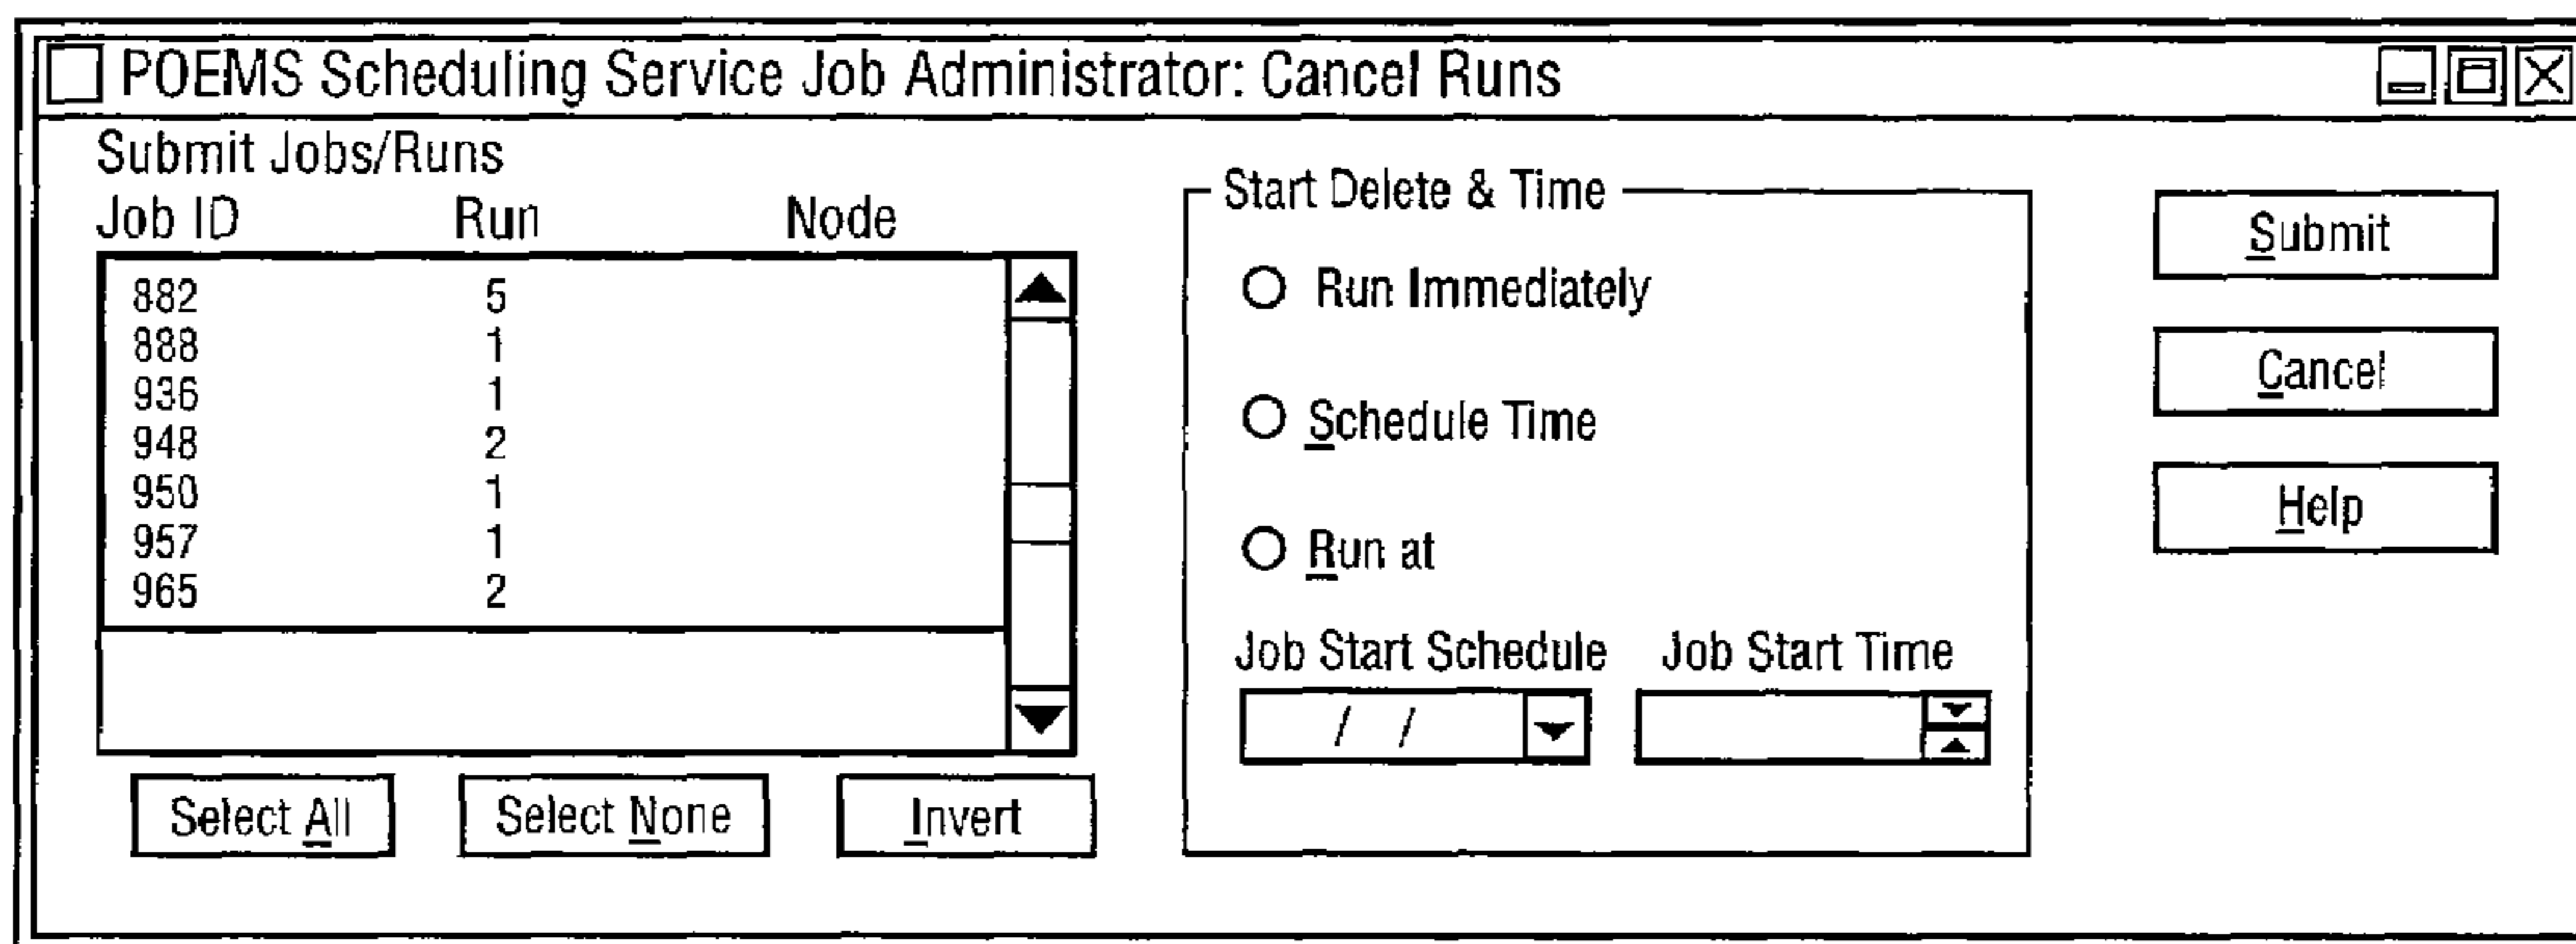 POEMS Scheduling Service Job Administrator: Cancel Runs
Submit Jobs/Runs
Job ID Run Node
882 5
888 1
936 1
948 2
950 1
957 1
965 2
Select All Select None Invert
Start Delete & Time
Run Immediately
Schedule Time
Run at
Job Start Schedule Job Start Time
/ /
Submit
Cancel
Help